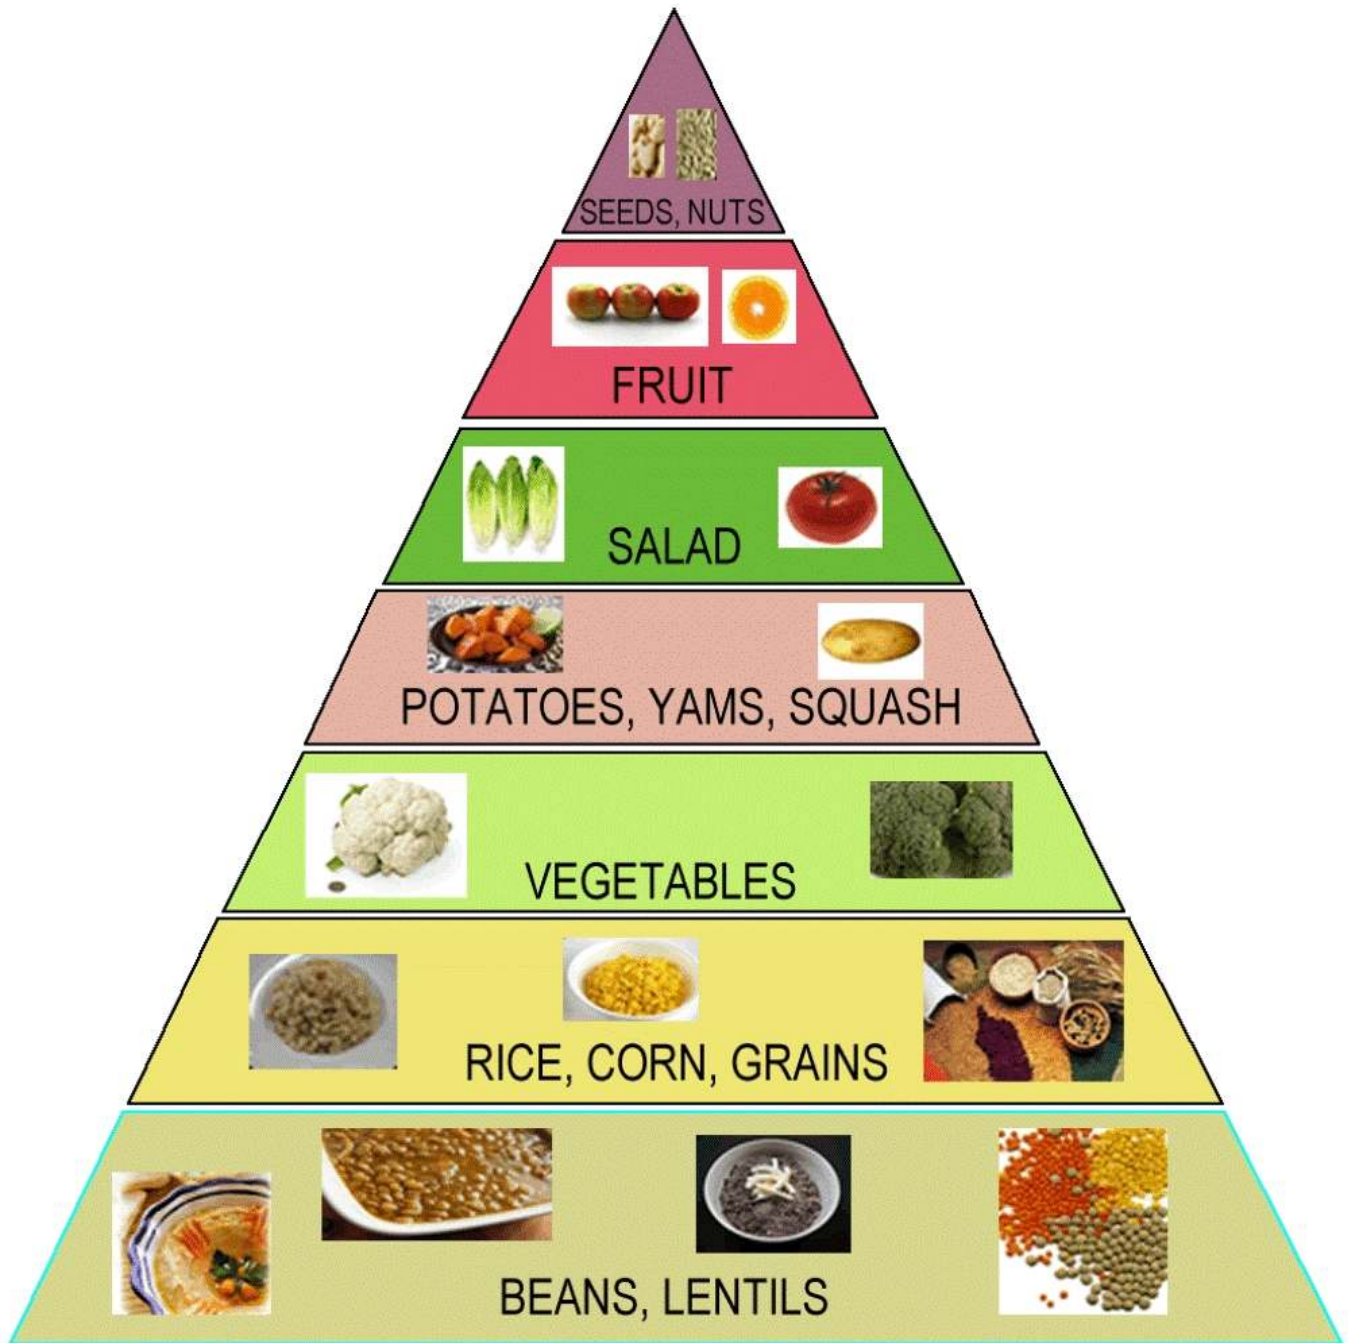 SEEDS, NUTS
FRUIT
SALAD
POTATOES, YAMS, SQUASH
VEGETABLES
RICE, CORN, GRAINS
BEANS, LENTILS